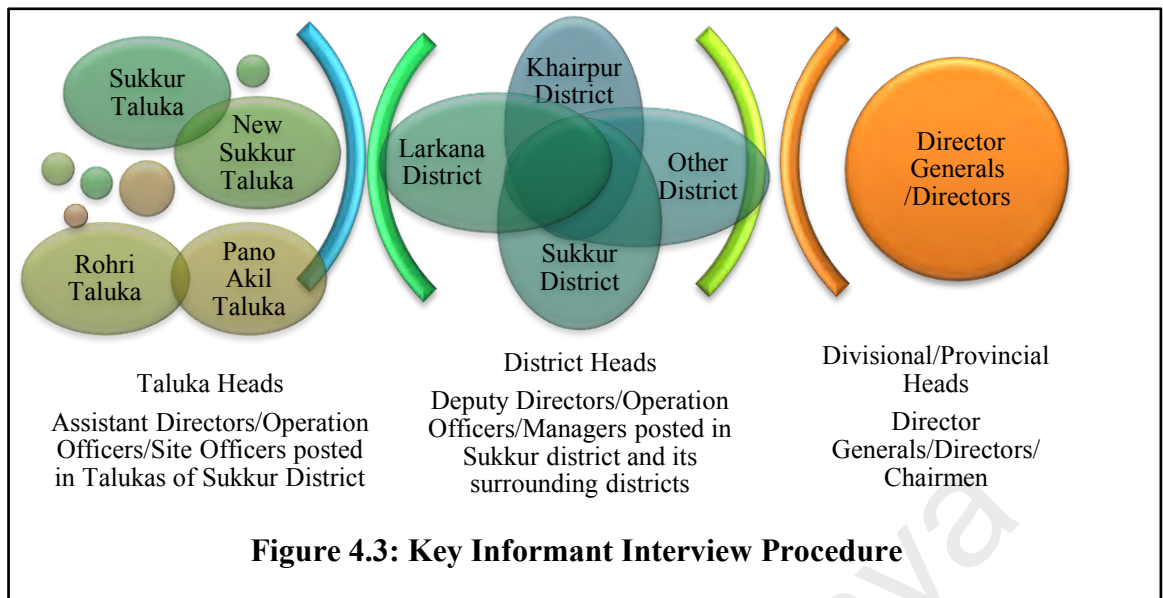 Sukkur
Taluka
New
Sukkur
Taluka
Rohri
Taluka
Pano
Akil
Taluka
Khairpur
District
Larkana
District
Other
District
Sukkur
District
Director
Generals
/Directors
Taluka Heads
Assistant Directors/Operation
Officers/Site Officers posted
in Talukas of Sukkur District
District Heads
Deputy Directors/Operation
Officers/Managers posted in
Sukkur district and its
surrounding districts
Divisional/Provincial
Heads
Director
Generals/Directors/
Chairmen
Figure 4.3: Key Informant Interview Procedure